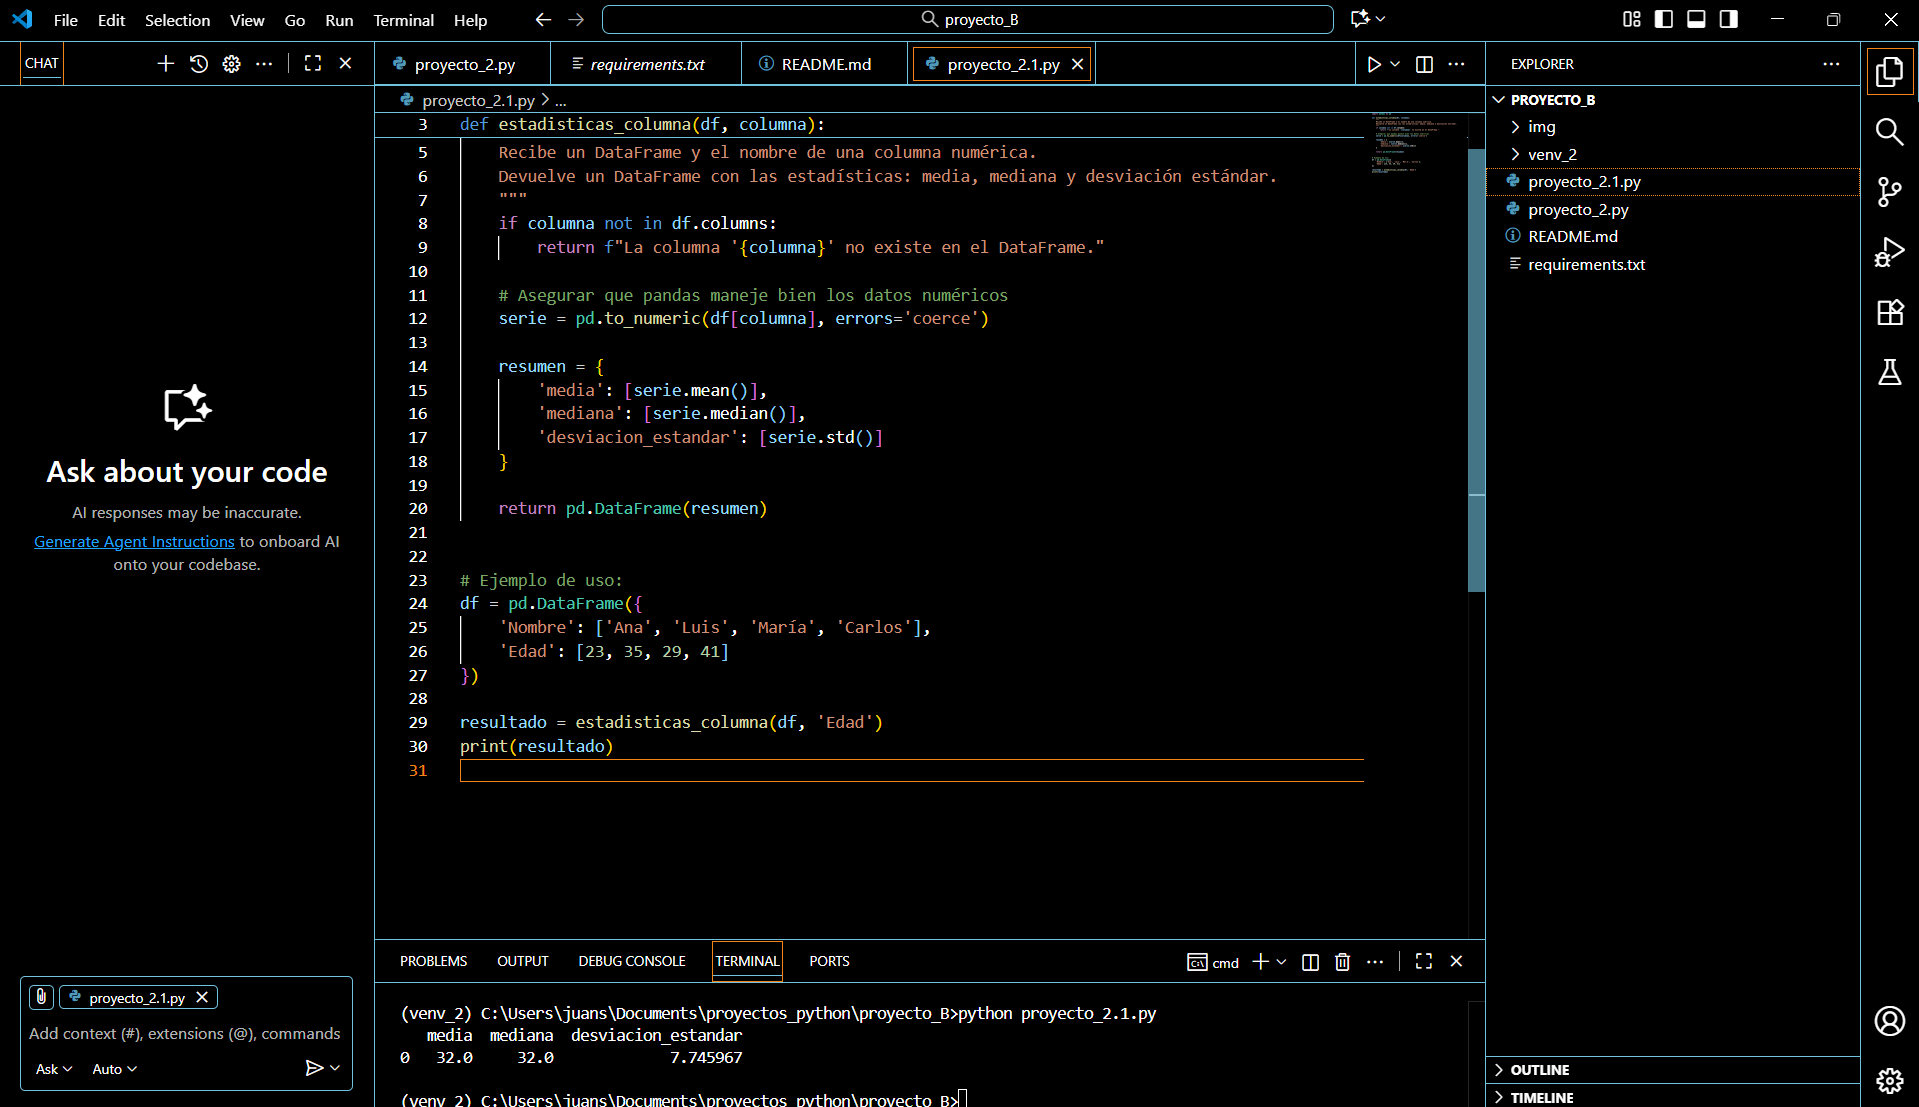 File Edit Selection View Go Run Terminal Help
proyecto_B
CHAT
Ask about your code
AI responses may be inaccurate.
Generate Agent Instructions to onboard AI
onto your codebase.
proyecto_2.1.py
Add context (#), extensions (@), commands
Ask Auto
proyecto_2.py requirements.txt README.md proyecto_2.1.py
proyecto_2.1.py > ...
3 def estadisticas_columna(df, columna):
5 Recibe un DataFrame y el nombre de una columna numérica.
6 Devuelve un DataFrame con las estadísticas: media, mediana y desviación estándar.
7 """
8 if columna not in df.columns:
9 return f"La columna '{columna}' no existe en el DataFrame."
10
11 # Asegurar que pandas maneje bien los datos numéricos
12 serie = pd.to_numeric(df[columna], errors='coerce')
13
14 resumen = {
15 'media': [serie.mean()],
16 'mediana': [serie.median()],
17 'desviacion_estandar': [serie.std()]
18 }
19
20 return pd.DataFrame(resumen)
21
22
23 # Ejemplo de uso:
24 df = pd.DataFrame({
25 'Nombre': ['Ana', 'Luis', 'María', 'Carlos'],
26 'Edad': [23, 35, 29, 41]
27 })
28
29 resultado = estadisticas_columna(df, 'Edad')
30 print(resultado)
31
PROBLEMS OUTPUT DEBUG CONSOLE TERMINAL PORTS
cmd
(venv_2) C:\Users\juans\Documents\proyectos_python\proyecto_B>python proyecto_2.1.py
media mediana desviacion_estandar
0 32.0 32.0 7.745967
(venv_2) C:\Users\juans\Documents\proyectos_python\proyecto_B>
EXPLORER
PROYECTO_B
img
venv_2
proyecto_2.1.py
proyecto_2.py
README.md
requirements.txt
OUTLINE
TIMELINE